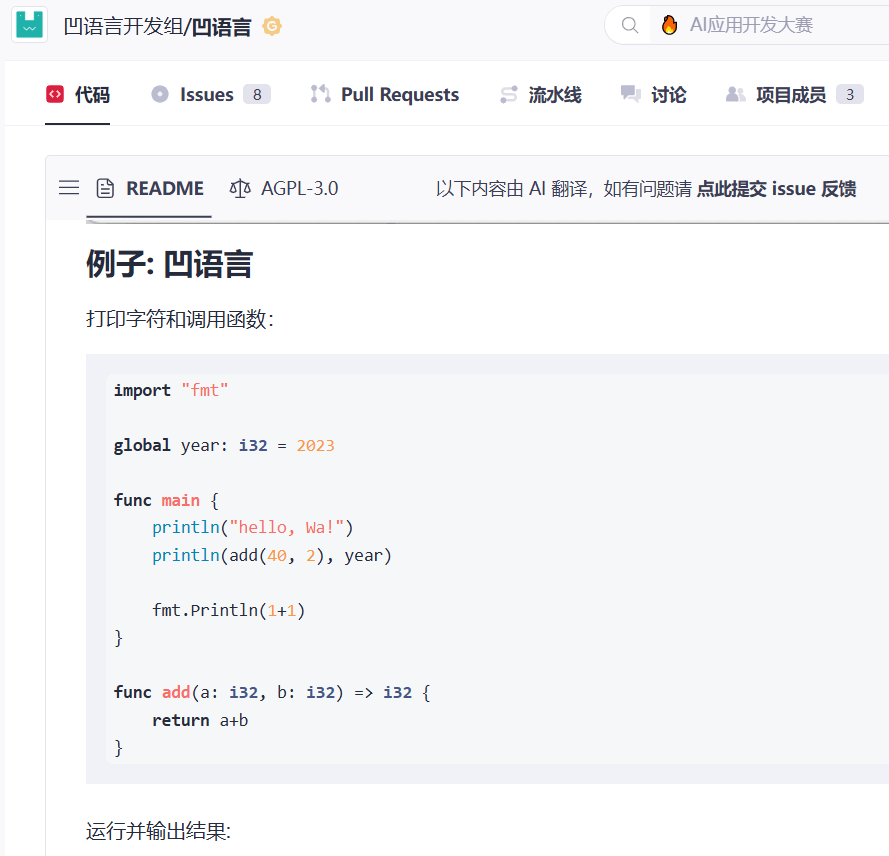 凹语言开发组/凹语言 G
AI应用开发大赛
代码 Issues 8 Pull Requests 流水线 讨论 项目成员 3
README AGPL-3.0 以下内容由 AI 翻译，如有问题请 点此提交 issue 反馈
例子: 凹语言
打印字符和调用函数：
import "fmt"
global year: i32 = 2023
func main {
    println("hello, Wa!")
    println(add(40, 2), year)
    fmt.Println(1+1)
}
func add(a: i32, b: i32) => i32 {
    return a+b
}
运行并输出结果: